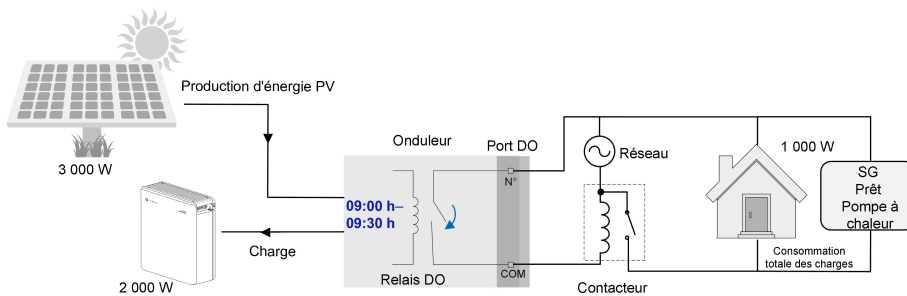 Production d'énergie PV
3 000 W
Onduleur
Port DO
N°
09:00 h–
09:30 h
Charge
2 000 W
Relais DO
COM
Réseau
Contacteur
1 000 W
Consommation
totale des charges
SG
Prêt
Pompe à
chaleur